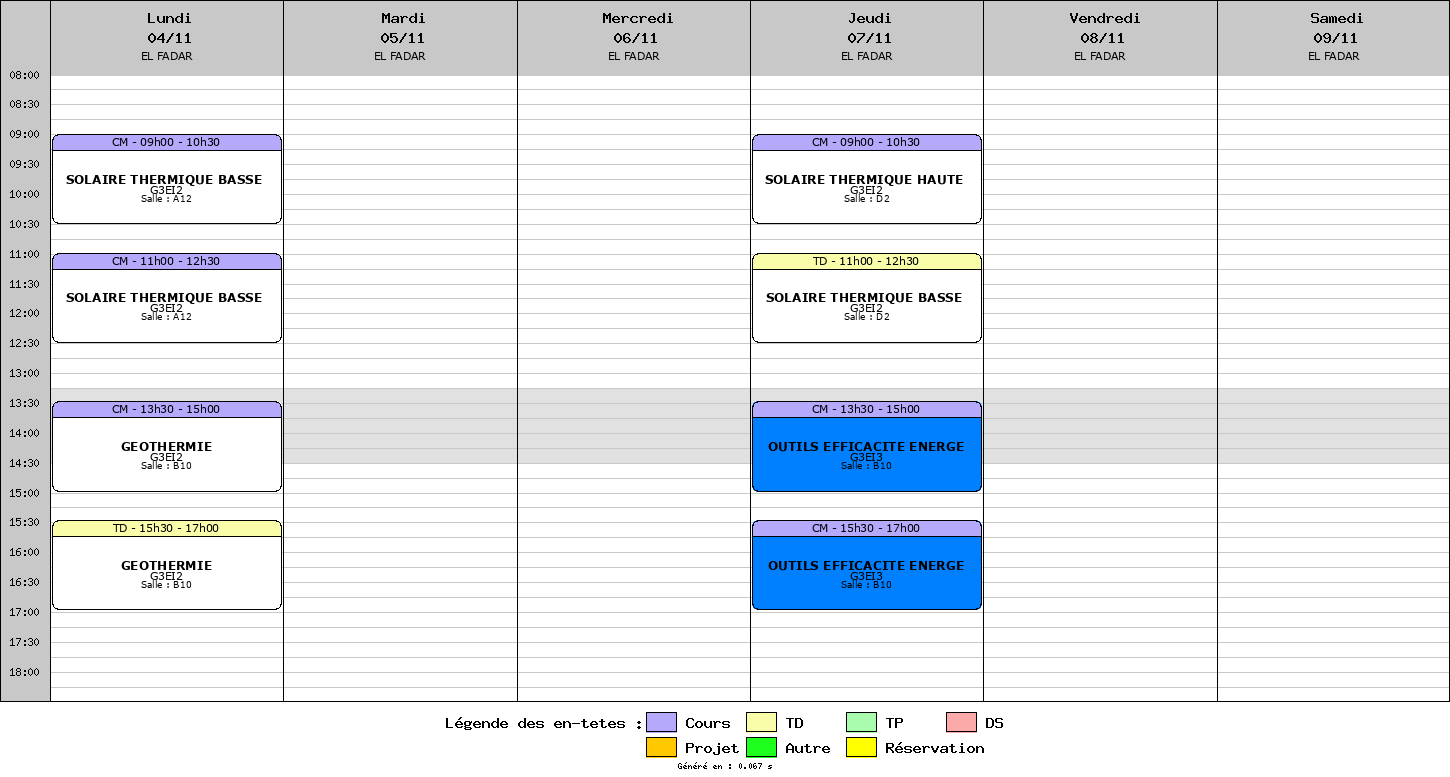 Lundi
04/11
EL FADAR
Mardi
05/11
EL FADAR
Mercredi
06/11
EL FADAR
Jeudi
07/11
EL FADAR
Vendredi
08/11
EL FADAR
Samedi
09/11
EL FADAR
08:00
08:30
09:00
09:30
10:00
10:30
11:00
11:30
12:00
12:30
13:00
13:30
14:00
14:30
15:00
15:30
16:00
16:30
17:00
17:30
18:00
CM - 09h00 - 10h30
SOLAIRE THERMIQUE BASSE
G3EI2
Salle : A12
CM - 11h00 - 12h30
SOLAIRE THERMIQUE BASSE
G3EI2
Salle : A12
CM - 13h30 - 15h00
GEOTHERMIE
G3EI2
Salle : B10
TD - 15h30 - 17h00
GEOTHERMIE
G3EI2
Salle : B10
CM - 09h00 - 10h30
SOLAIRE THERMIQUE HAUTE
G3EI2
Salle : D2
TD - 11h00 - 12h30
SOLAIRE THERMIQUE BASSE
G3EI2
Salle : D2
CM - 13h30 - 15h00
OUTILS EFFICACITE ENERGE
G3EI3
Salle : B10
CM - 15h30 - 17h00
OUTILS EFFICACITE ENERGE
G3EI3
Salle : B10
Légende des en-tetes : Cours TD TP DS
Projet Autre Réservation
Généré en : 0.067 s